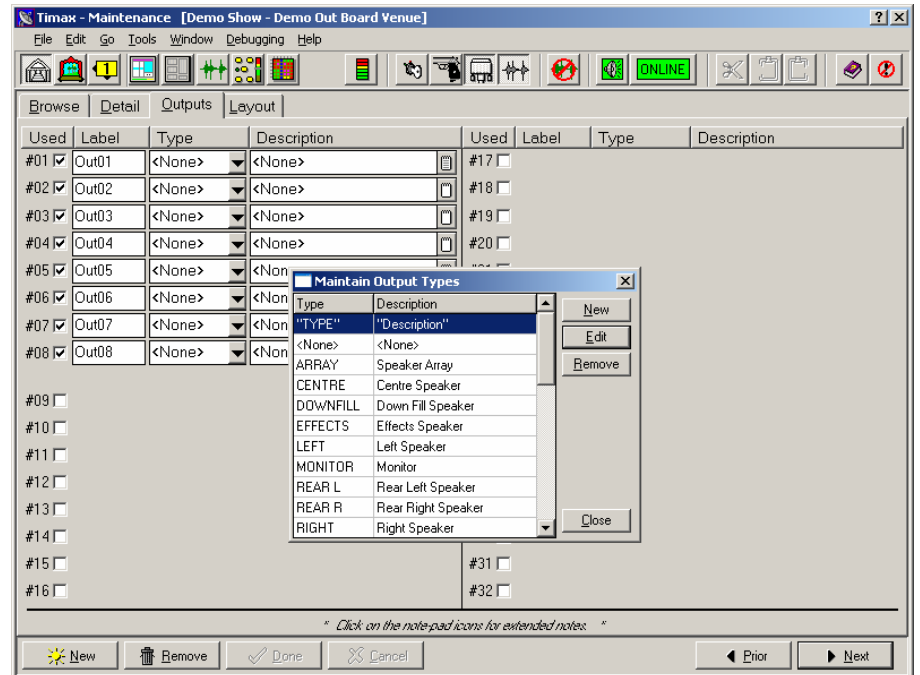 Timax - Maintenance [Demo Show - Demo Out Board Venue]
File Edit Go Tools Window Debugging Help
1 ONLINE
Browse Detail Outputs Layout
Used Label Type Description Used Label Type Description
#01 Out01 <None> <None> #17
#02 Out02 <None> <None> #18
#03 Out03 <None> <None> #19
#04 Out04 <None> <None> #20
#05 Out05 <None> <Non
#06 Out06 <None> <Non
#07 Out07 <None> <Non
#08 Out08 <None> <Non
#09
#10
#11
#12
#13
#14
#15 #31
#16 #32
Maintain Output Types
Type Description
"TYPE" "Description"
<None> <None>
ARRAY Speaker Array
CENTRE Centre Speaker
DOWNFILL Down Fill Speaker
EFFECTS Effects Speaker
LEFT Left Speaker
MONITOR Monitor
REAR L Rear Left Speaker
REAR R Rear Right Speaker
RIGHT Right Speaker
New
Edit
Remove
Close
" Click on the note-pad icons for extended notes. "
New Remove Done Cancel Prior Next